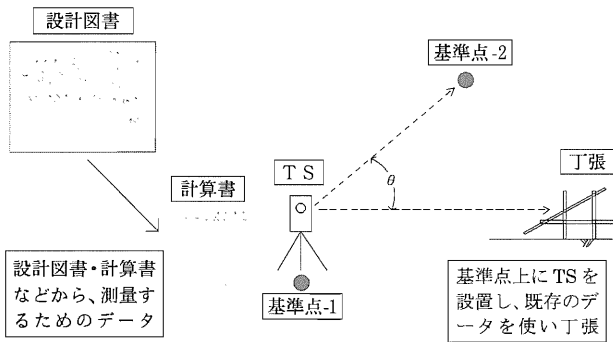 設計図書
基準点-2
丁張
TS
θ
計算書
設計図書・計算書
などから、測量す
るためのデータ
基準点-1
基準点上にTSを
設置し、既存のデ
ータを使い丁張